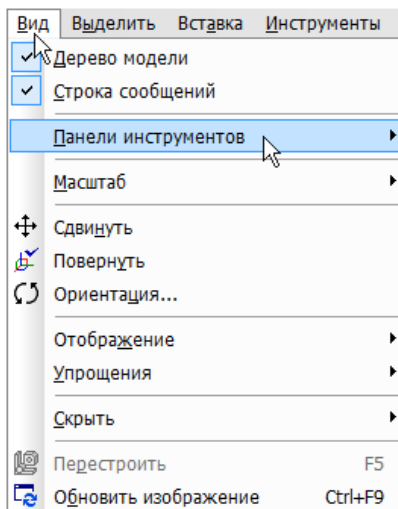 Вид Выделить Вставка Инструменты
Дерево модели
Строка сообщений
Панели инструментов
Масштаб
Сдвинуть
Повернуть
Ориентация...
Отображение
Упрощения
Скрыть
Перестроить F5
Обновить изображение Ctrl+F9